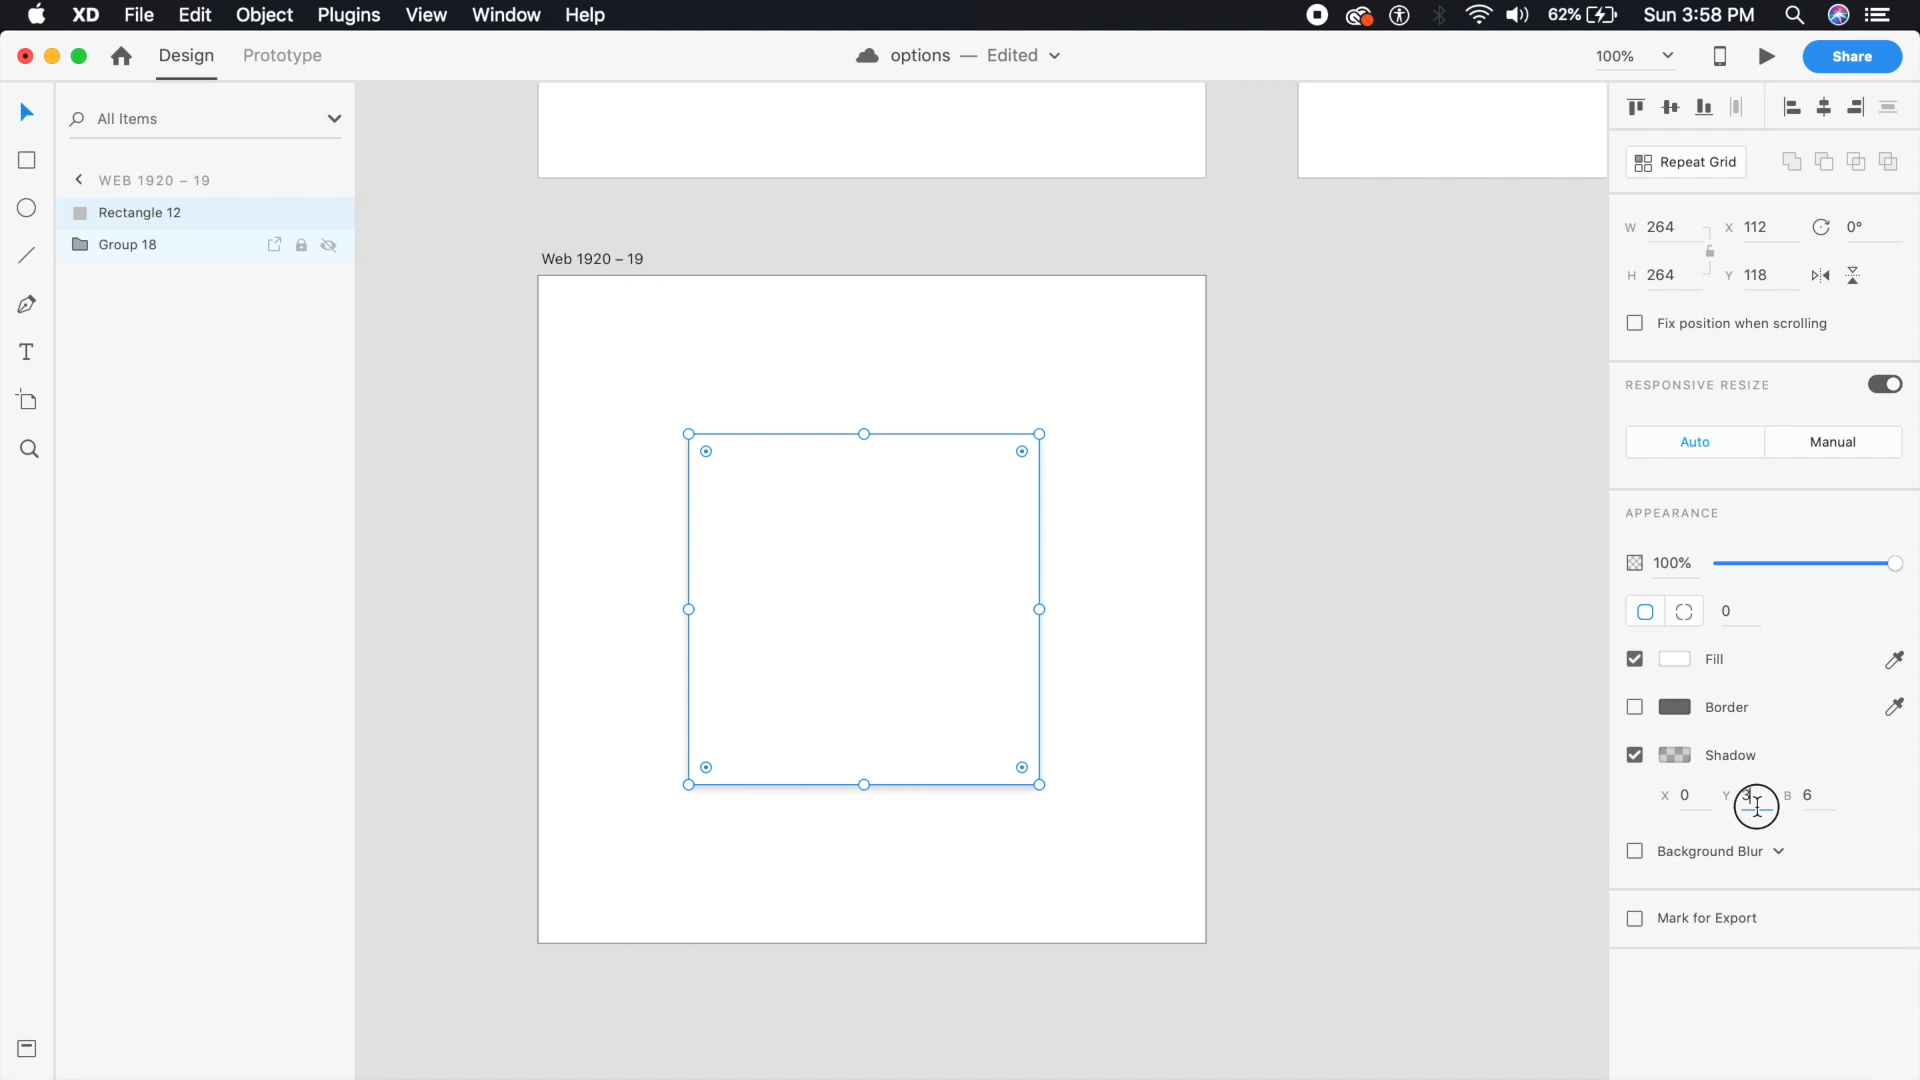 XD File Edit Object Plugins View Window Help 62% Sun 3:58 PM
Design Prototype options — Edited 100% Share
All Items
WEB 1920 – 19
Rectangle 12
Group 18
Web 1920 – 19
Repeat Grid
W 264 X 112 0°
H 264 Y 118
Fix position when scrolling
RESPONSIVE RESIZE
Auto Manual
APPEARANCE
100%
0
Fill
Border
Shadow
X 0 Y 3 B 6
Background Blur
Mark for Export